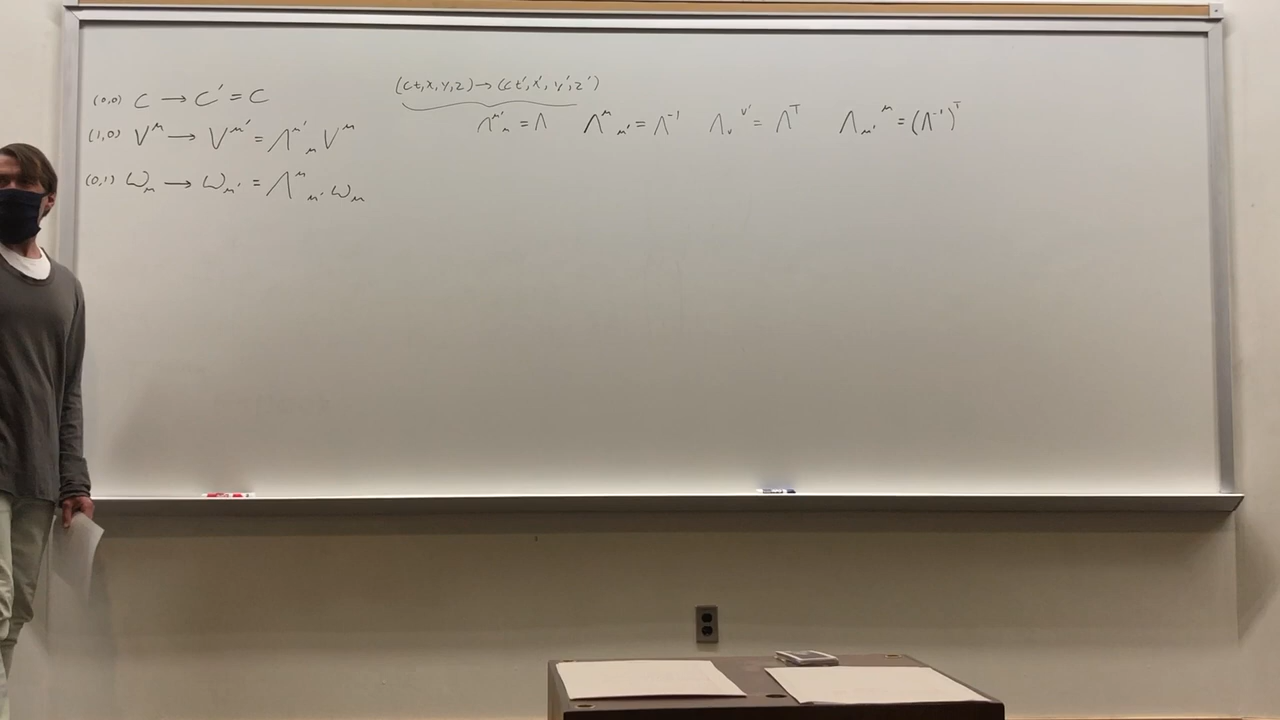 (0,0) C → C' = C
(1,0) V^μ → V^μ' = Λ^μ'_μ V^μ
(0,1) ω_μ → ω_μ' = Λ^μ_μ' ω_μ
(ct,x,y,z) → (ct',x',y',z')
Λ^μ'_μ = Λ Λ^μ_μ' = Λ^-1 Λ_ν^ν' = Λ^T Λ_μ'^μ = (Λ^-1)^T